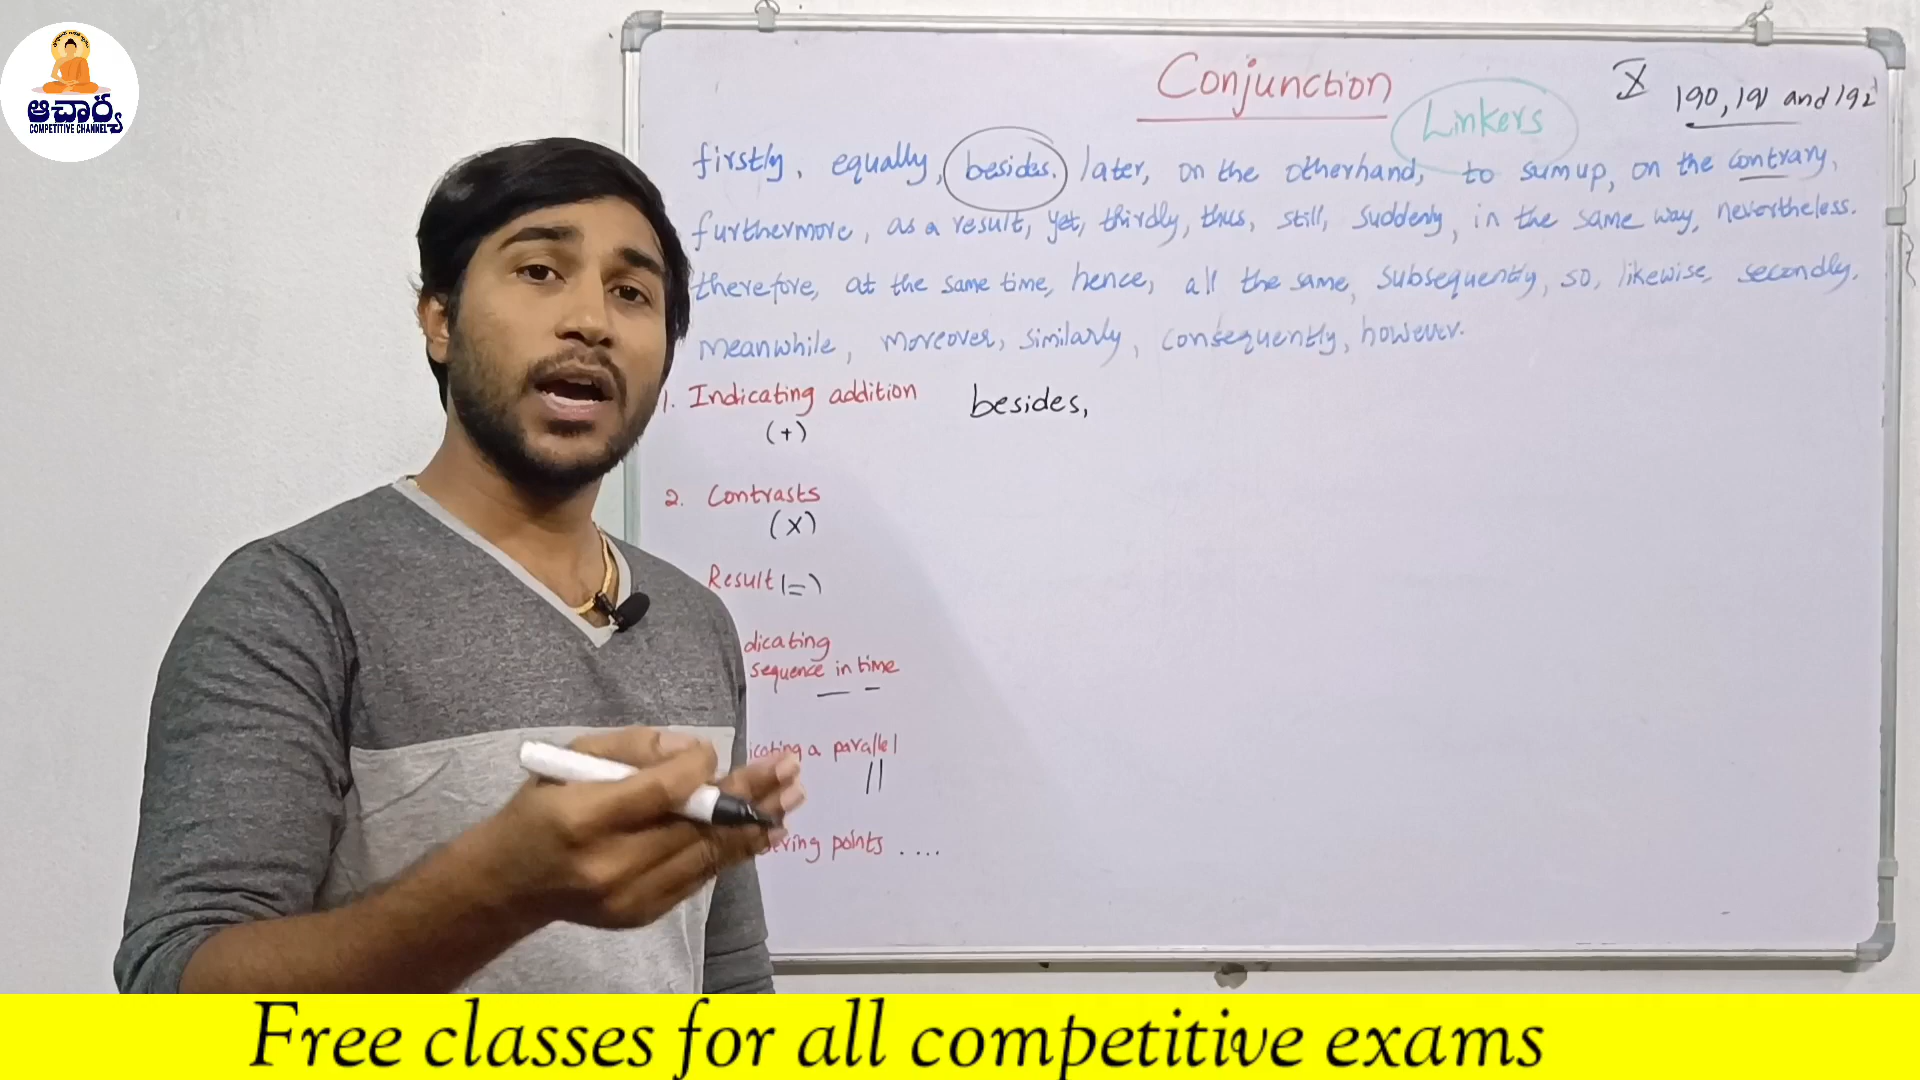 ఆచార్య
COMPETITIVE CHANNEL
Conjunction
Linkers
X 190, 191 and 192
firstly, equally, besides. later, on the otherhand, to sumup, on the contrary,
furthermore, as a result, yet, thirdly, thus, still, suddenly, in the same way, nevertheless.
therefore, at the same time, hence, all the same, subsequently, so, likewise, secondly.
meanwhile, moreover, similarly, consequently, however.
1. Indicating addition besides,
(+)
2. Contrasts
(x)
Result (=)
dicating
sequence in time
icating a parallel
||
ering points ....
Free classes for all competitive exams